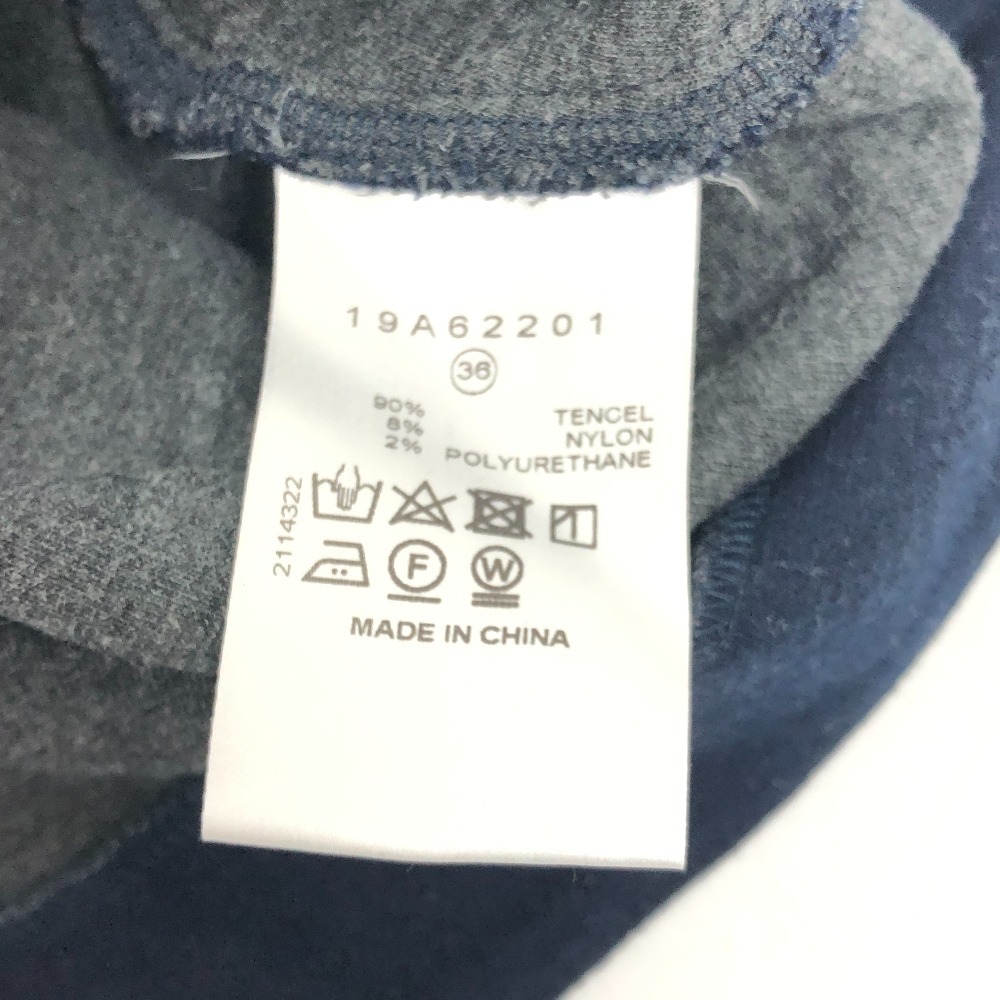 19A62201
36
90% TENCEL
8% NYLON
2% POLYURETHANE
2114322
F W
MADE IN CHINA